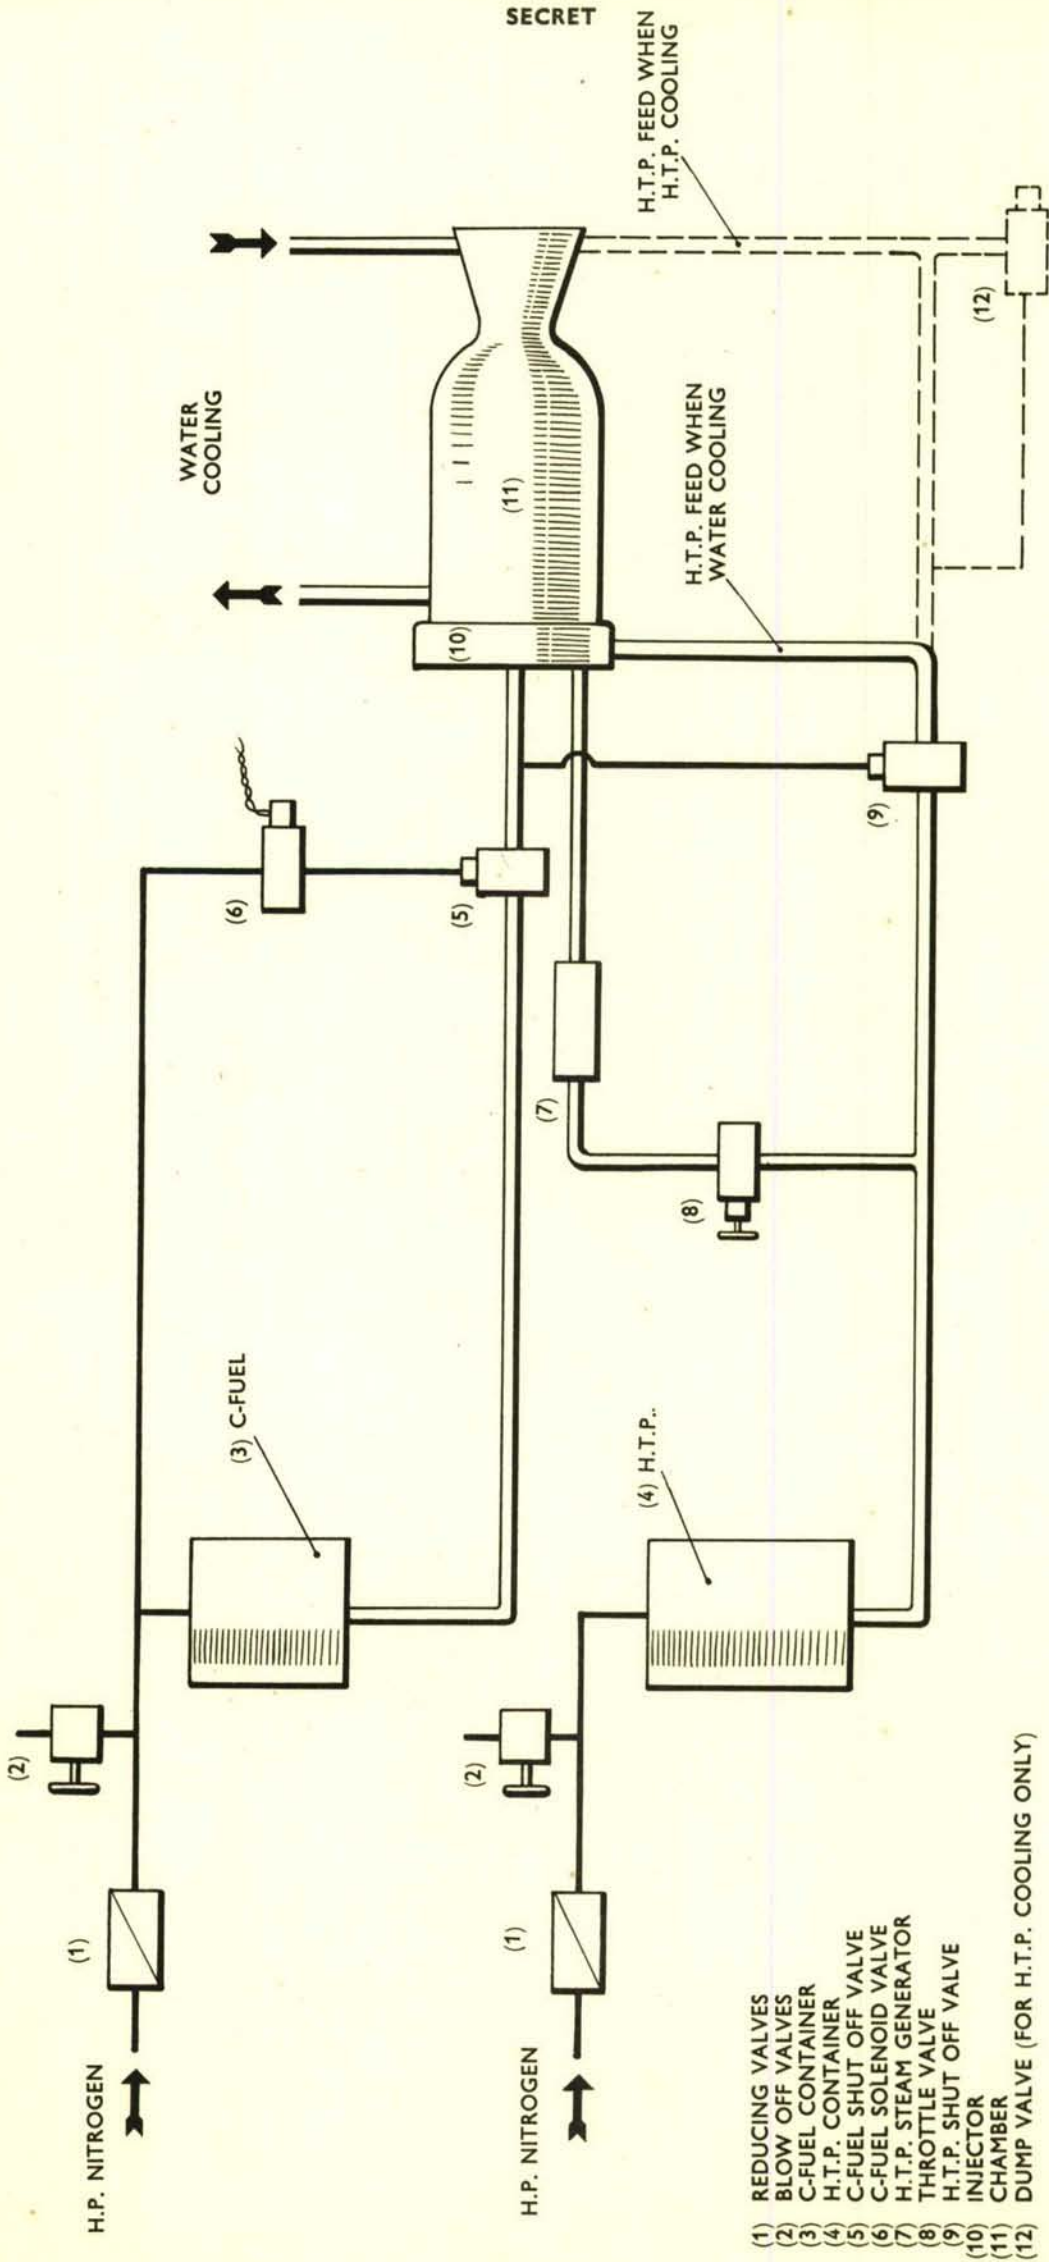 SECRET
H.P. NITROGEN
(1)
(2)
(3) C-FUEL
(6)
(5)
WATER
COOLING
(10)
(11)
H.P. NITROGEN
(1)
(2)
(4) H.T.P.
(7)
(8)
(9)
H.T.P. FEED WHEN
WATER COOLING
H.T.P. FEED WHEN
H.T.P. COOLING
(12)
(1) REDUCING VALVES
(2) BLOW OFF VALVES
(3) C-FUEL CONTAINER
(4) H.T.P. CONTAINER
(5) C-FUEL SHUT OFF VALVE
(6) C-FUEL SOLENOID VALVE
(7) H.T.P. STEAM GENERATOR
(8) THROTTLE VALVE
(9) H.T.P. SHUT OFF VALVE
(10) INJECTOR
(11) CHAMBER
(12) DUMP VALVE (FOR H.T.P. COOLING ONLY)